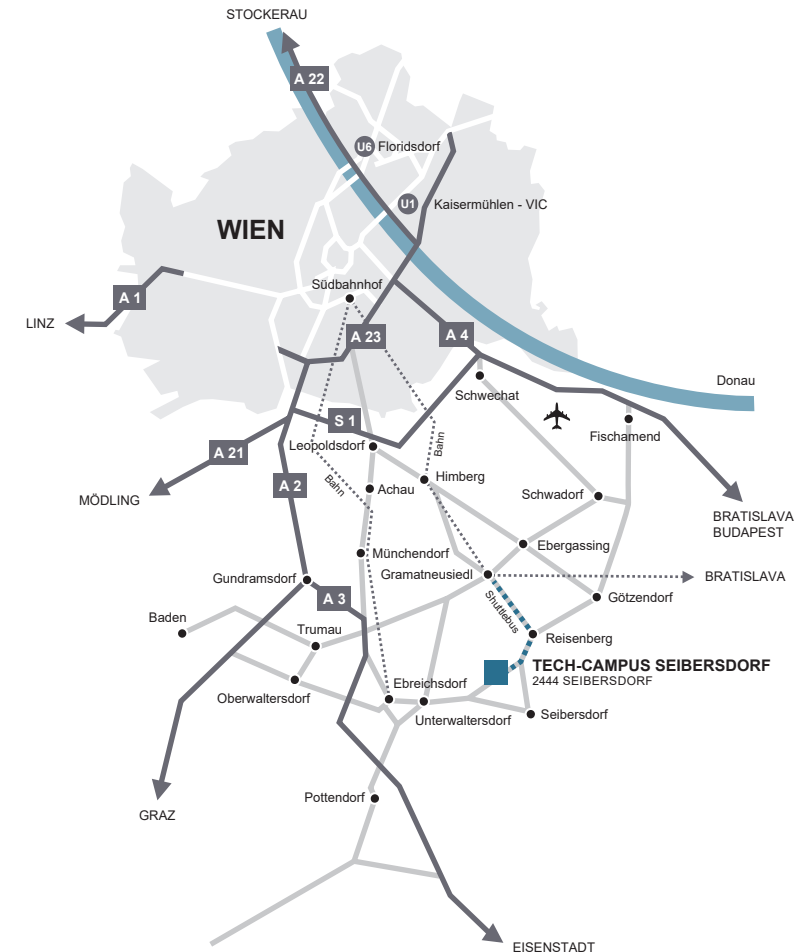 STOCKERAU
A 22
U6 Floridsdorf
U1 Kaisermühlen - VIC
WIEN
Südbahnhof
A 1
LINZ
A 23
A 4
Donau
Schwechat
Fischamend
S 1
Leopoldsdorf
Bahn
A 21
MÖDLING
A 2
Bahn
Himberg
Achau
Schwadorf
BRATISLAVA
BUDAPEST
Münchendorf
Ebergassing
Gramatneusiedl
BRATISLAVA
Gundramsdorf
A 3
Shuttlebus
Götzendorf
Baden
Trumau
Reisenberg
TECH-CAMPUS SEIBERSDORF
2444 SEIBERSDORF
Ebreichsdorf
Oberwaltersdorf
Unterwaltersdorf
Seibersdorf
Pottendorf
GRAZ
EISENSTADT